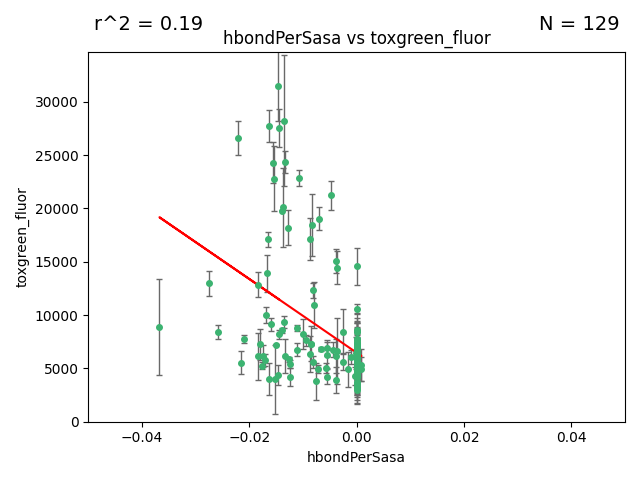 r^2 = 0.19
N = 129
hbondPerSasa vs toxgreen_fluor
30000
25000
20000
15000
10000
5000
0
toxgreen_fluor
−0.04
−0.02
0.00
0.02
0.04
hbondPerSasa